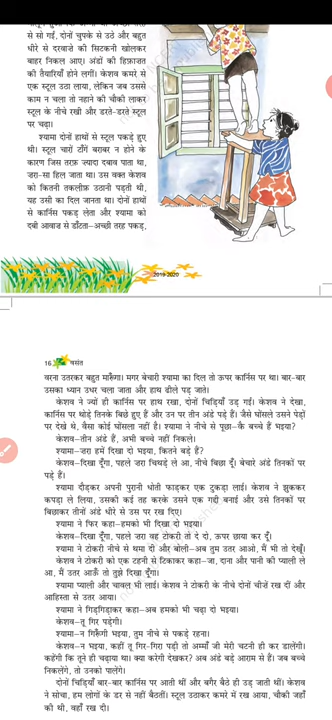 से सो गई, दोनों चुपके से उठे और बहुत
धीरे से दरवाजे की सिटकनी खोलकर
बाहर निकल आए। अंडों की हिफ़ाज़त
की तैयारियाँ होने लगीं। केशव कमरे से
एक स्टूल उठा लाया, लेकिन जब उससे
काम न चला तो नहाने की चौकी लाकर
स्टूल के नीचे रखी और डरते-डरते स्टूल
पर चढ़ा।
श्यामा दोनों हाथों से स्टूल पकड़े हुए
थी। स्टूल चारों टाँगें बराबर न होने के
कारण जिस तरफ़ ज्यादा दबाव पाता था,
जरा-सा हिल जाता था। उस वक्त केशव
को कितनी तकलीफ़ उठानी पड़ती थी,
यह उसी का दिल जानता था। दोनों हाथों
से कार्निस पकड़ लेता और श्यामा को
दबी आवाज से डाँटता-अच्छी तरह पकड़,
2019-2020
16 वसंत
वरना उतरकर बहुत मारूँगा। मगर बेचारी श्यामा का दिल तो ऊपर कार्निस पर था। बार-बार
उसका ध्यान उधर चला जाता और हाथ ढीले पड़ जाते।
केशव ने ज्यों ही कार्निस पर हाथ रखा, दोनों चिड़ियाँ उड़ गईं। केशव ने देखा,
कार्निस पर थोड़े तिनके बिछे हुए हैं और उन पर तीन अंडे पड़े हैं। जैसे घोंसले उसने पेड़ों
पर देखे थे, वैसा कोई घोंसला नहीं है। श्यामा ने नीचे से पूछा-कै बच्चे हैं भइया?
केशव-तीन अंडे हैं, अभी बच्चे नहीं निकले।
श्यामा-जरा हमें दिखा दो भइया, कितने बड़े हैं?
केशव-दिखा दूँगा, पहले जरा चिथड़े ले आ, नीचे बिछा दूँ। बेचारे अंडे तिनकों पर
पड़े हैं।
श्यामा दौड़कर अपनी पुरानी धोती फाड़कर एक टुकड़ा लाई। केशव ने झुककर
कपड़ा ले लिया, उसकी कई तह करके उसने एक गद्दी बनाई और उसे तिनकों पर
बिछाकर तीनों अंडे धीरे से उस पर रख दिए।
श्यामा ने फिर कहा-हमको भी दिखा दो भइया।
केशव-दिखा दूँगा, पहले जरा वह टोकरी तो दे दो, ऊपर छाया कर दूँ।
श्यामा ने टोकरी नीचे से थमा दी और बोली-अब तुम उतर आओ, मैं भी तो देखूँ।
केशव ने टोकरी को एक टहनी से टिकाकर कहा-जा, दाना और पानी की प्याली ले
आ, मैं उतर आऊँ तो तुझे दिखा दूँगा।
श्यामा प्याली और चावल भी लाई। केशव ने टोकरी के नीचे दोनों चीजें रख दीं और
आहिस्ता से उतर आया।
श्यामा ने गिड़गिड़ाकर कहा-अब हमको भी चढ़ा दो भइया।
केशव-तू गिर पड़ेगी।
श्यामा-न गिरूँगी भइया, तुम नीचे से पकड़े रहना।
केशव-न भइया, कहीं तू गिर-गिरा पड़ी तो अम्माँ जी मेरी चटनी ही कर डालेंगी।
कहेंगी कि तूने ही चढ़ाया था। क्या करेगी देखकर? अब अंडे बड़े आराम से हैं। जब बच्चे
निकलेंगे, तो उनको पालेंगे।
दोनों चिड़ियाँ बार-बार कार्निस पर आती थीं और बगैर बैठे ही उड़ जाती थीं। केशव
ने सोचा, हम लोगों के डर से नहीं बैठतीं। स्टूल उठाकर कमरे में रख आया, चौकी जहाँ
की थी, वहाँ रख दी।